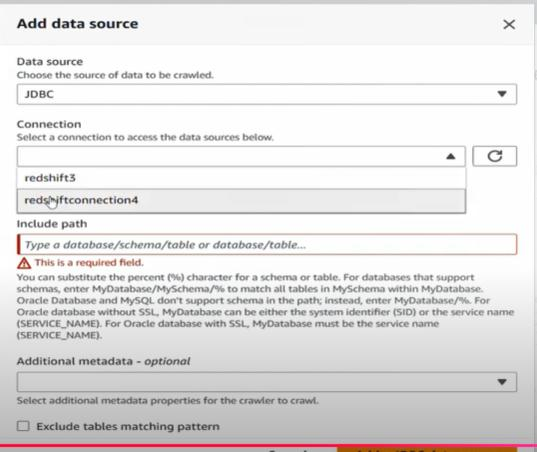 Add data source
Data source
Choose the source of data to be crawled.
JDBC
Connection
Select a connection to access the data sources below.
redshift3
redshiftconnection4
Include path
Type a database/schema/table or database/table...
This is a required field.
You can substitute the percent (%) character for a schema or table. For databases that support
schemas, enter MyDatabase/MySchema/% to match all tables in MySchema within MyDatabase.
Oracle Database and MySQL don't support schema in the path; instead, enter MyDatabase/%. For
Oracle database without SSL, MyDatabase can be either the system identifier (SID) or the service name
(SERVICE_NAME). For Oracle database with SSL, MyDatabase must be the service name
(SERVICE_NAME).
Additional metadata - optional
Select additional metadata properties for the crawler to crawl.
Exclude tables matching pattern